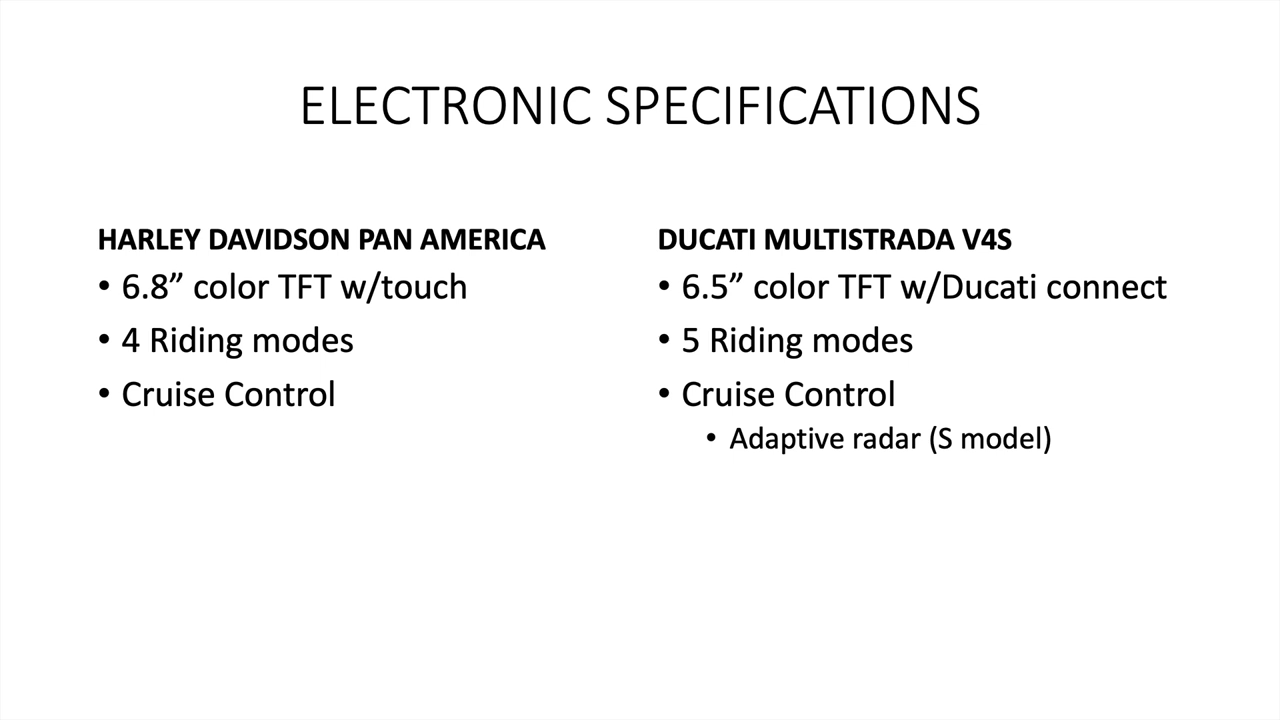 ELECTRONIC SPECIFICATIONS
HARLEY DAVIDSON PAN AMERICA
• 6.8” color TFT w/touch
• 4 Riding modes
• Cruise Control
DUCATI MULTISTRADA V4S
• 6.5” color TFT w/Ducati connect
• 5 Riding modes
• Cruise Control
• Adaptive radar (S model)